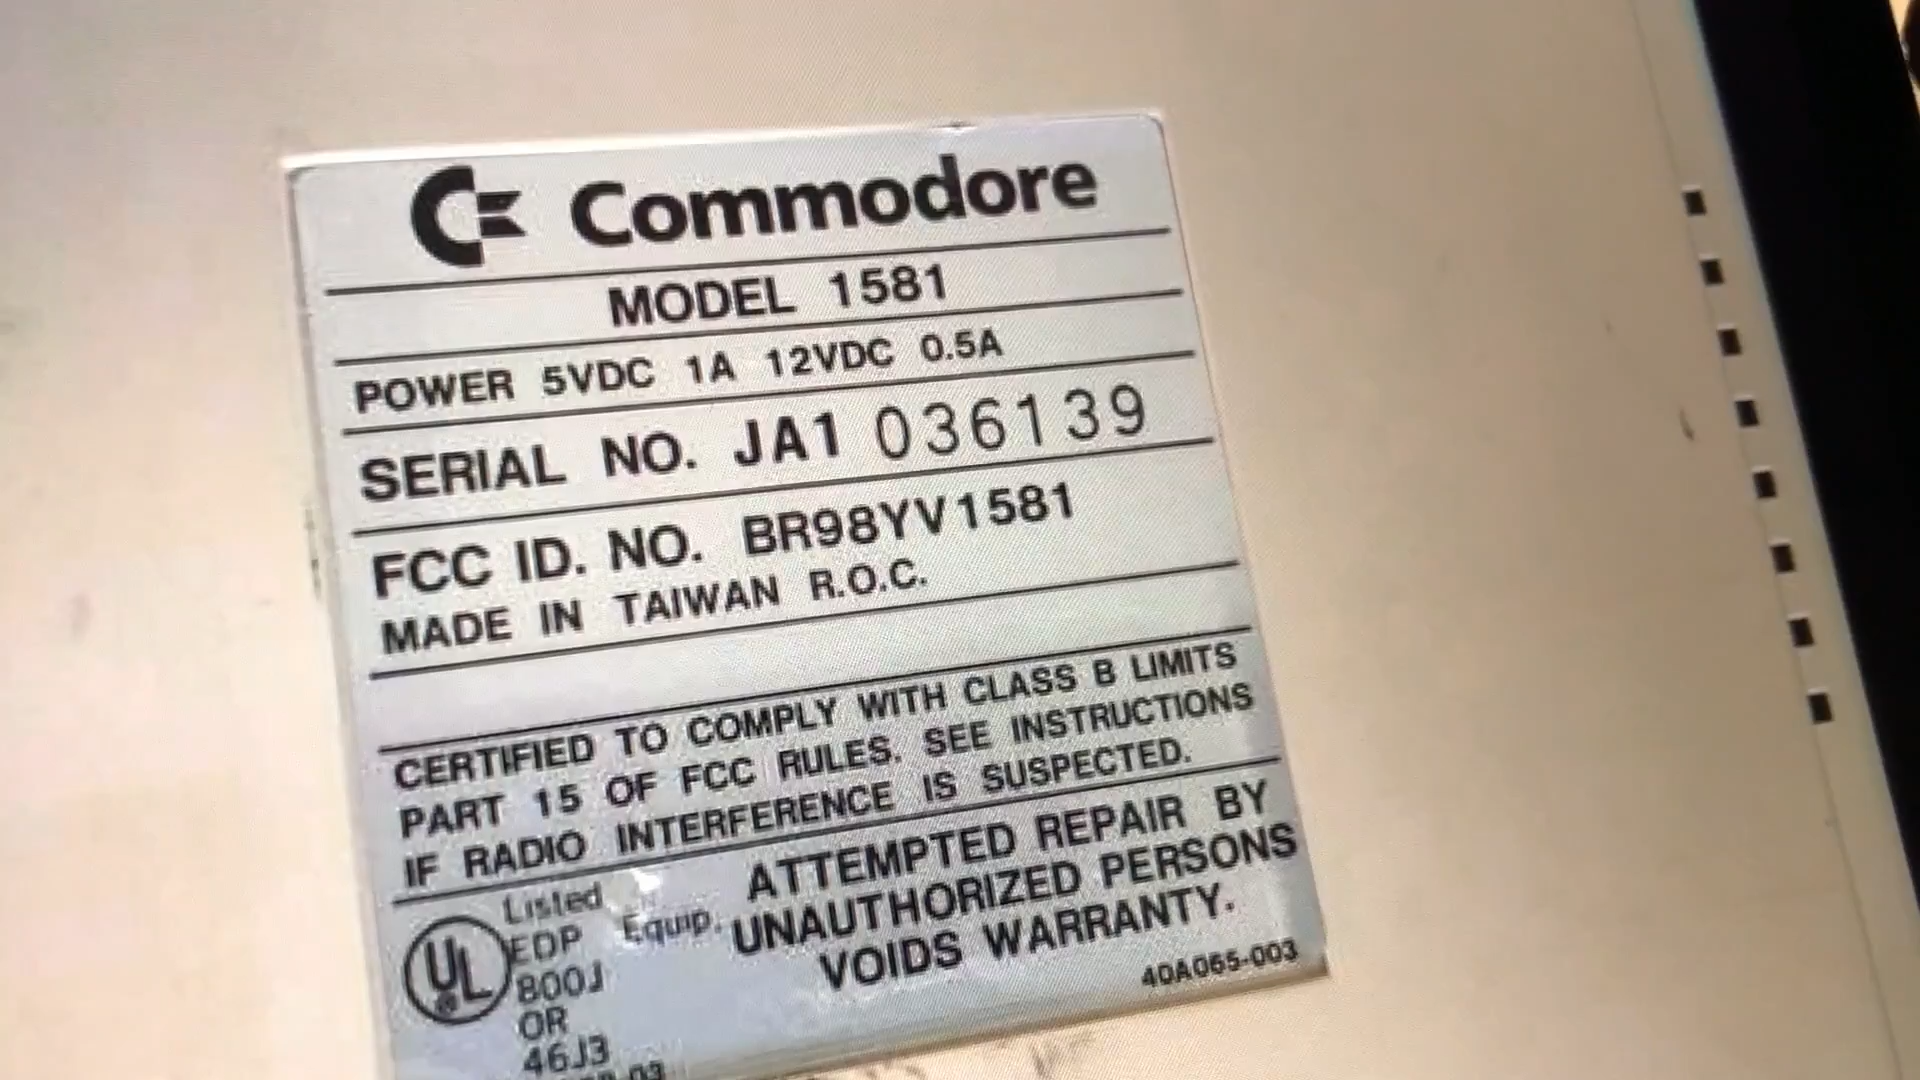 Commodore
MODEL 1581
POWER 5VDC 1A 12VDC 0.5A
SERIAL NO. JA1 036139
FCC ID. NO. BR98YV1581
MADE IN TAIWAN R.O.C.
CERTIFIED TO COMPLY WITH CLASS B LIMITS
PART 15 OF FCC RULES. SEE INSTRUCTIONS
IF RADIO INTERFERENCE IS SUSPECTED.
UL
®
Listed
EDP Equip.
800J
OR
46J3
ATTEMPTED REPAIR BY
UNAUTHORIZED PERSONS
VOIDS WARRANTY.
40A065-003